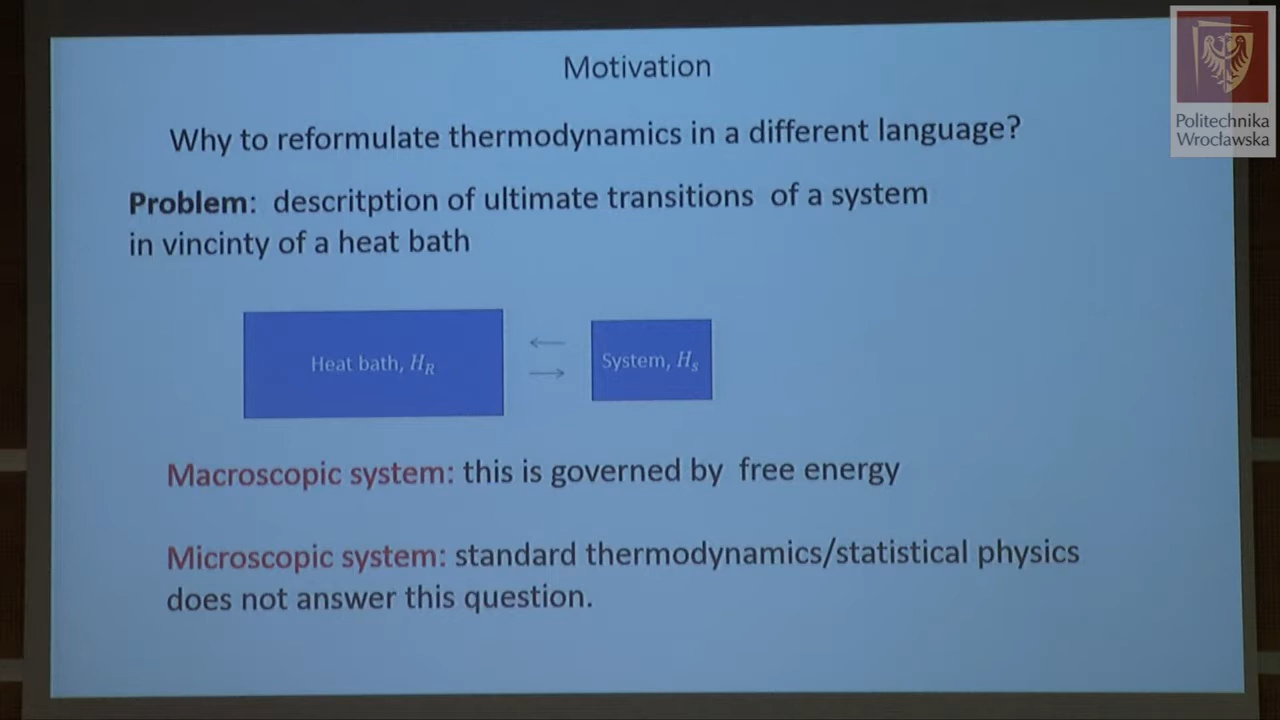 Motivation
Politechnika
Wrocławska
Why to reformulate thermodynamics in a different language?
Problem: descritption of ultimate transitions of a system
in vincinty of a heat bath
Heat bath, H_R
System, H_s
Macroscopic system: this is governed by free energy
Microscopic system: standard thermodynamics/statistical physics
does not answer this question.